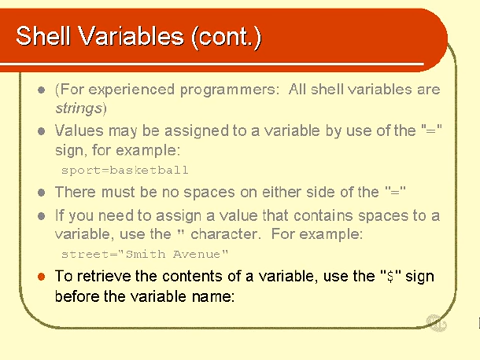 Shell Variables (cont.)
(For experienced programmers: All shell variables are
strings)
Values may be assigned to a variable by use of the "="
sign, for example:
sport=basketball
There must be no spaces on either side of the "="
If you need to assign a value that contains spaces to a
variable, use the " character. For example:
street="Smith Avenue"
To retrieve the contents of a variable, use the "$" sign
before the variable name: